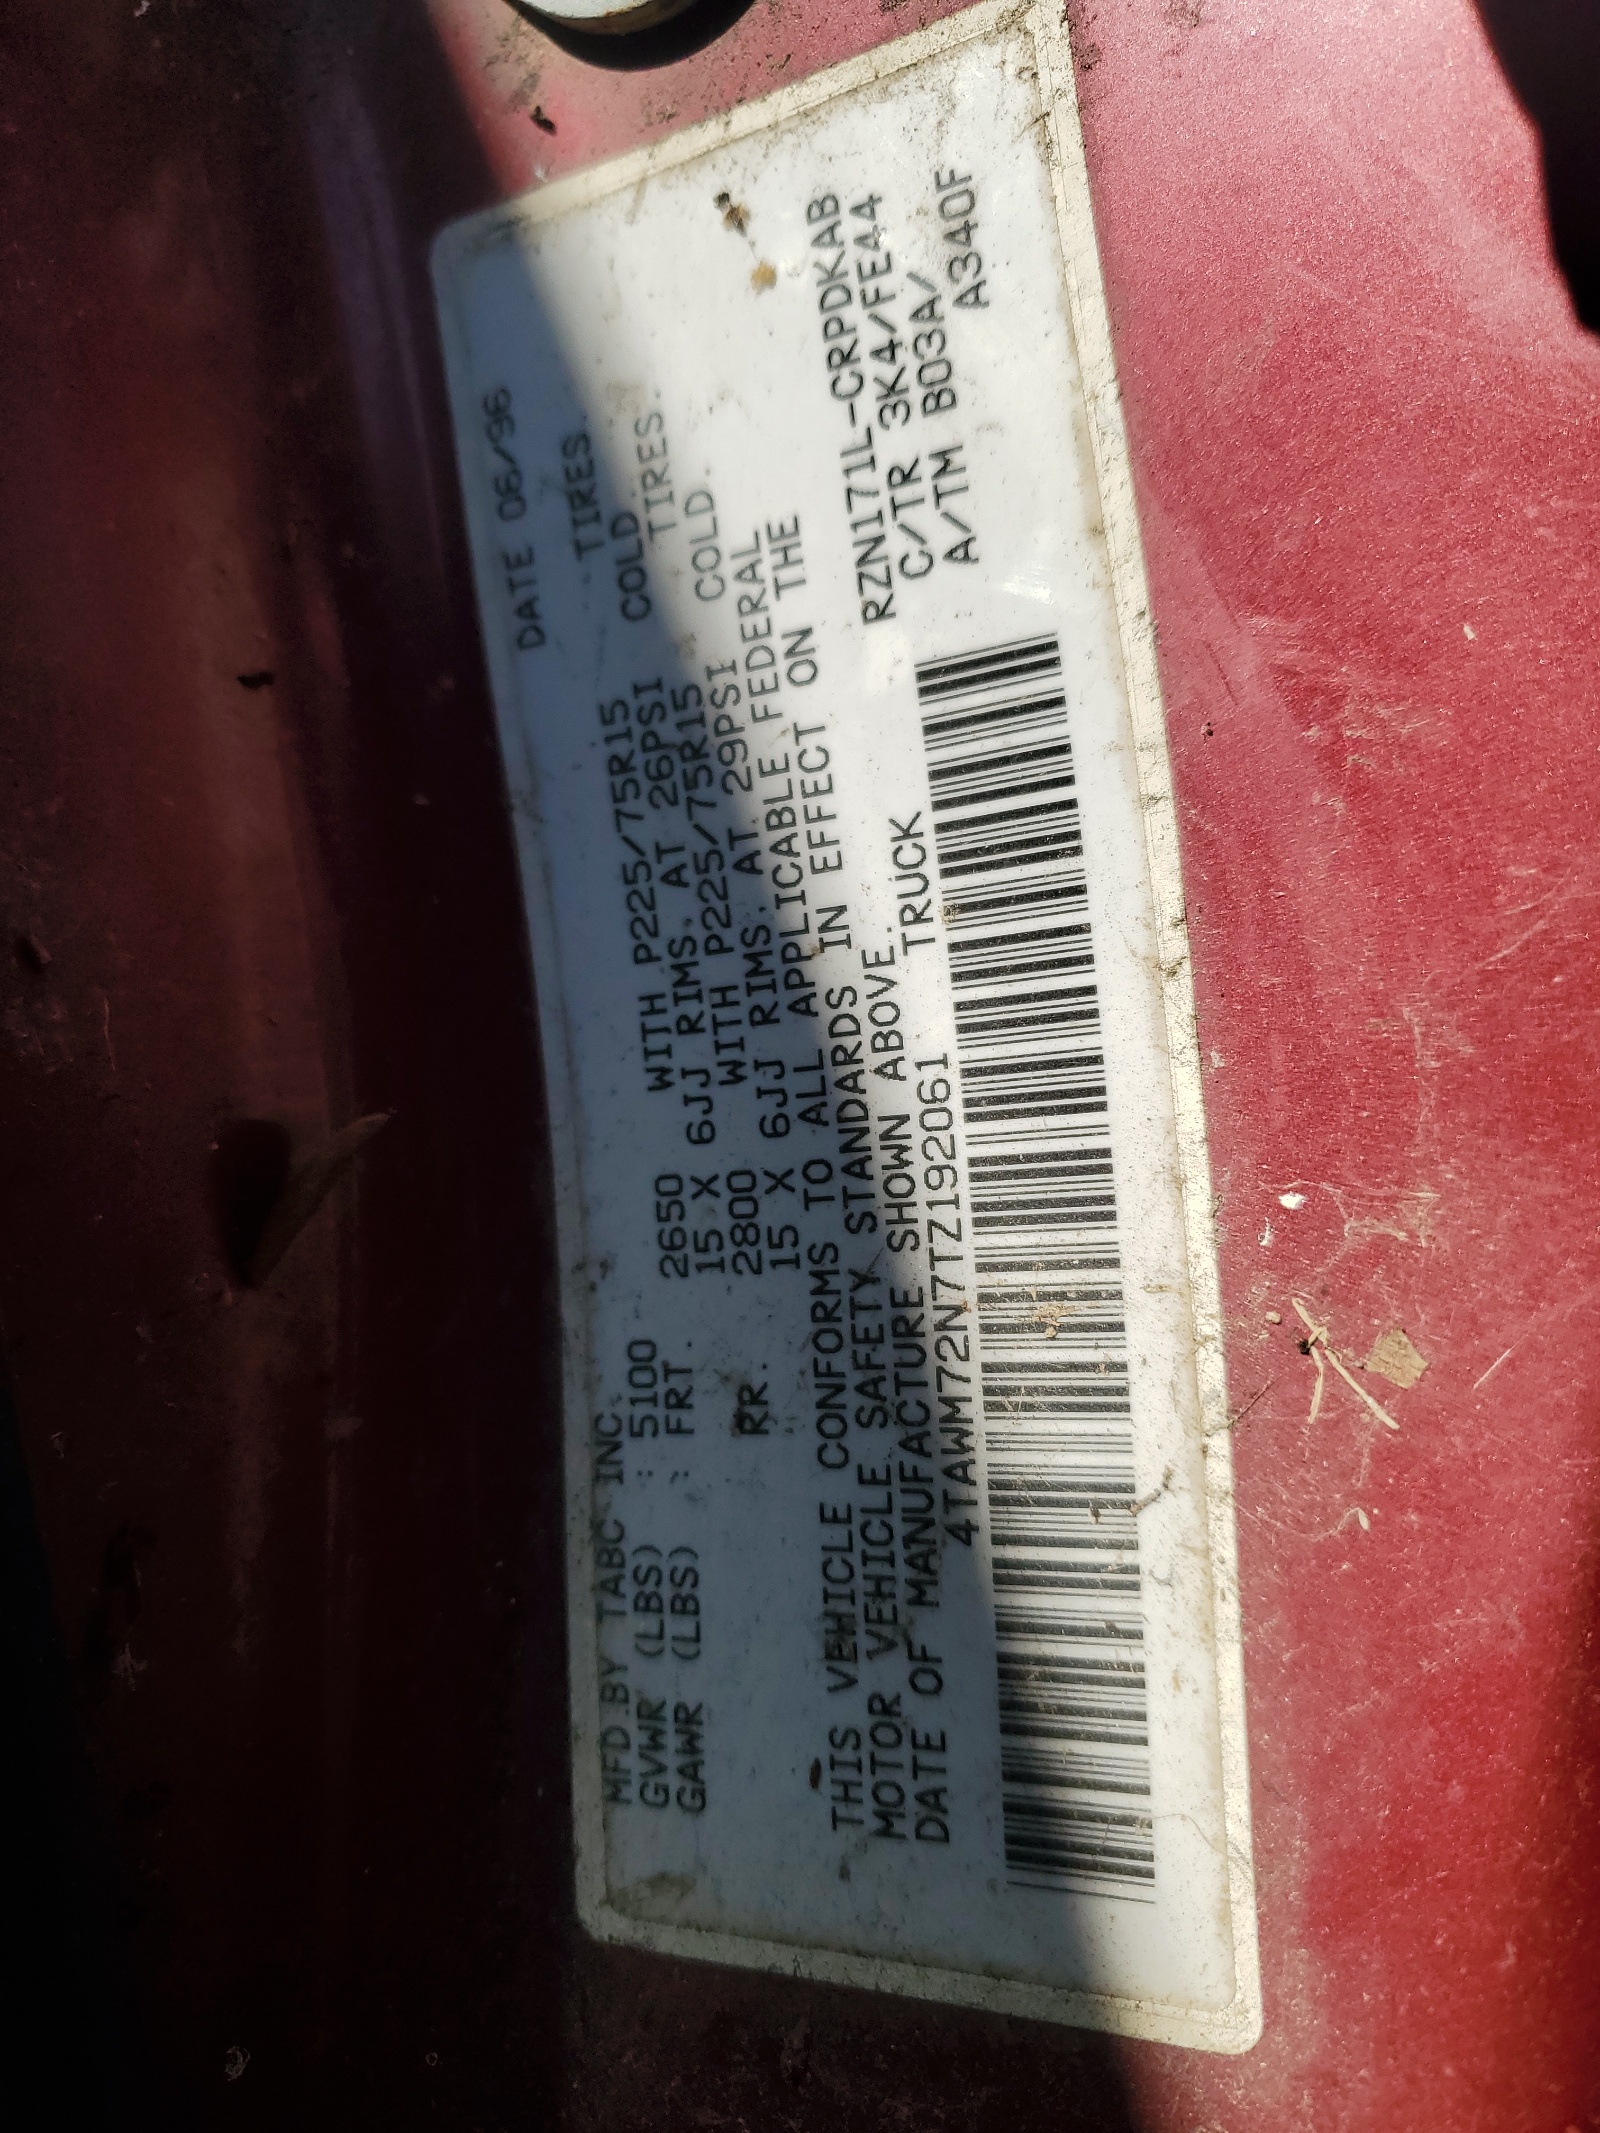 MFD.BY TABC INC. DATE 06/96
GVWR (LBS) : 5100
GAWR (LBS) : FRT. 2650 WITH P225/75R15 TIRES.
15 X 6JJ RIMS. AT 26PSI COLD
RR. 2800 WITH P225/75R15 TIRES.
15 X 6JJ RIMS. AT 29PSI COLD.
THIS VEHICLE CONFORMS TO ALL APPLICABLE FEDERAL
MOTOR VEHICLE SAFETY STANDARDS IN EFFECT ON THE
DATE OF MANUFACTURE SHOWN ABOVE.
4TAWM72N7TZ192061 TRUCK
RZN171L-CRPDKAB
C/TR 3K4/FE44
A/TM B03A/
A340F